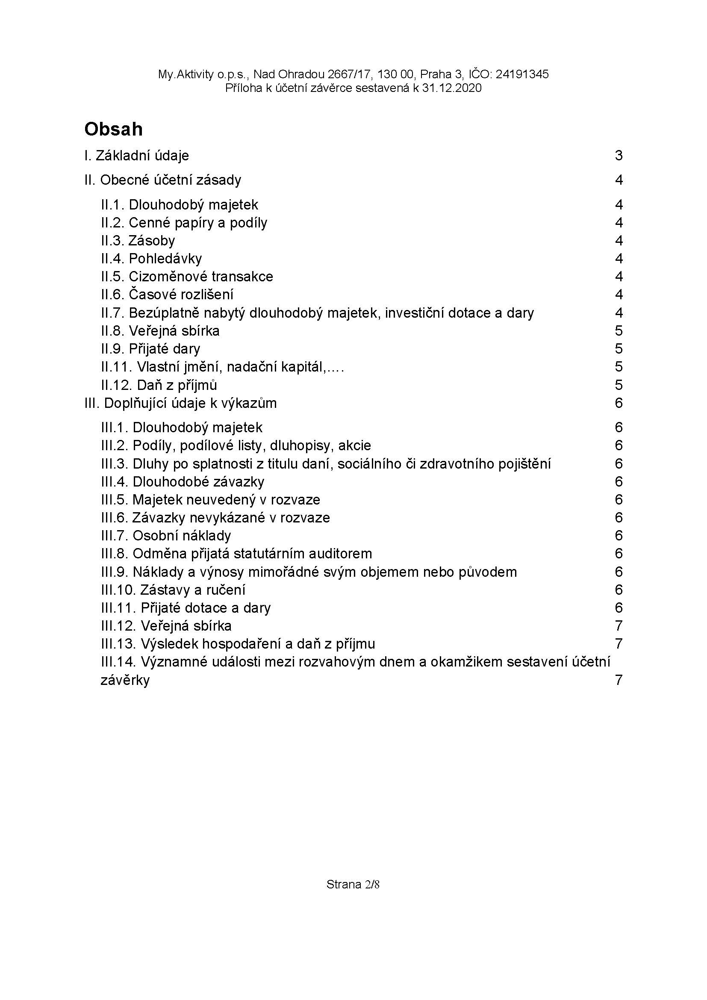 My.Aktivity o.p.s., Nad Ohradou 2667/17, 130 00, Praha 3, IČO: 24191345
Příloha k účetní závěrce sestavená k 31.12.2020
Obsah
I. Základní údaje 3
II. Obecné účetní zásady 4
II.1. Dlouhodobý majetek 4
II.2. Cenné papíry a podíly 4
II.3. Zásoby 4
II.4. Pohledávky 4
II.5. Cizoměnové transakce 4
II.6. Časové rozlišení 4
II.7. Bezúplatně nabytý dlouhodobý majetek, investiční dotace a dary 4
II.8. Veřejná sbírka 5
II.9. Přijaté dary 5
II.11. Vlastní jmění, nadační kapitál,.... 5
II.12. Daň z příjmů 5
III. Doplňující údaje k výkazům 6
III.1. Dlouhodobý majetek 6
III.2. Podíly, podílové listy, dluhopisy, akcie 6
III.3. Dluhy po splatnosti z titulu daní, sociálního či zdravotního pojištění 6
III.4. Dlouhodobé závazky 6
III.5. Majetek neuvedený v rozvaze 6
III.6. Závazky nevykázané v rozvaze 6
III.7. Osobní náklady 6
III.8. Odměna přijatá statutárním auditorem 6
III.9. Náklady a výnosy mimořádné svým objemem nebo původem 6
III.10. Zástavy a ručení 6
III.11. Přijaté dotace a dary 6
III.12. Veřejná sbírka 7
III.13. Výsledek hospodaření a daň z příjmu 7
III.14. Významné události mezi rozvahovým dnem a okamžikem sestavení účetní
závěrky 7
Strana 2/8